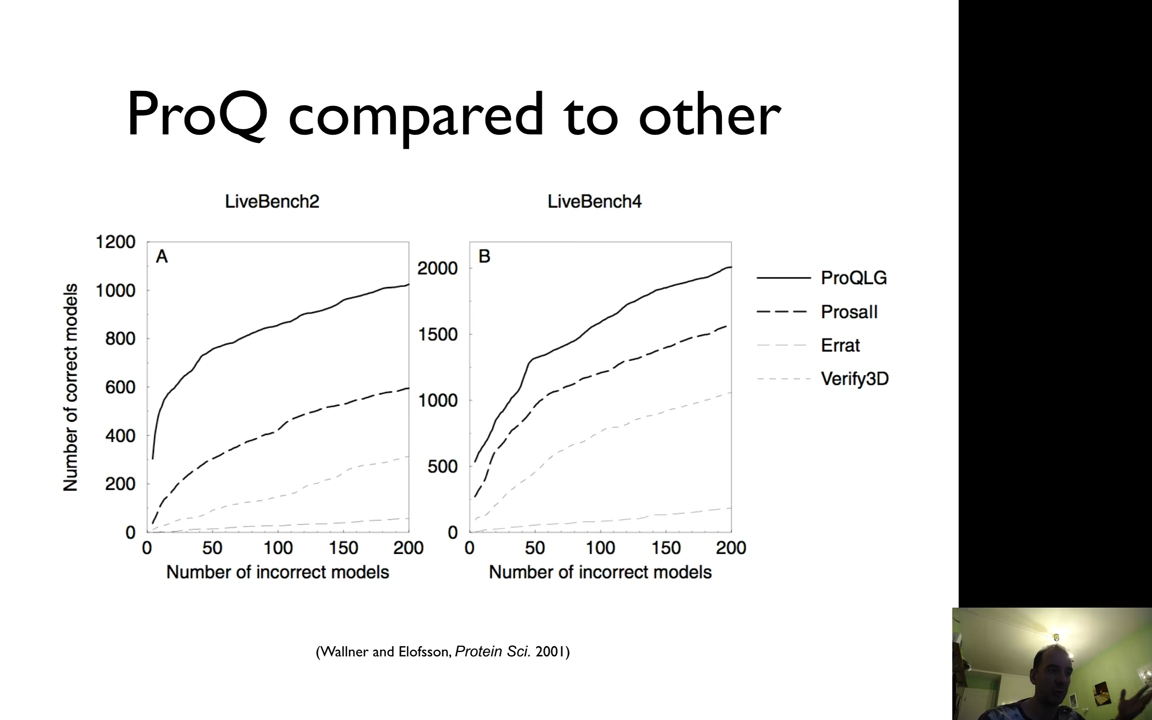 ProQ compared to other
LiveBench2
LiveBench4
A
B
1200
1000
800
600
400
200
0
2000
1500
1000
500
0
Number of correct models
0 50 100 150 200
0 50 100 150 200
Number of incorrect models
Number of incorrect models
ProQLG
ProsaII
Errat
Verify3D
(Wallner and Elofsson, Protein Sci. 2001)